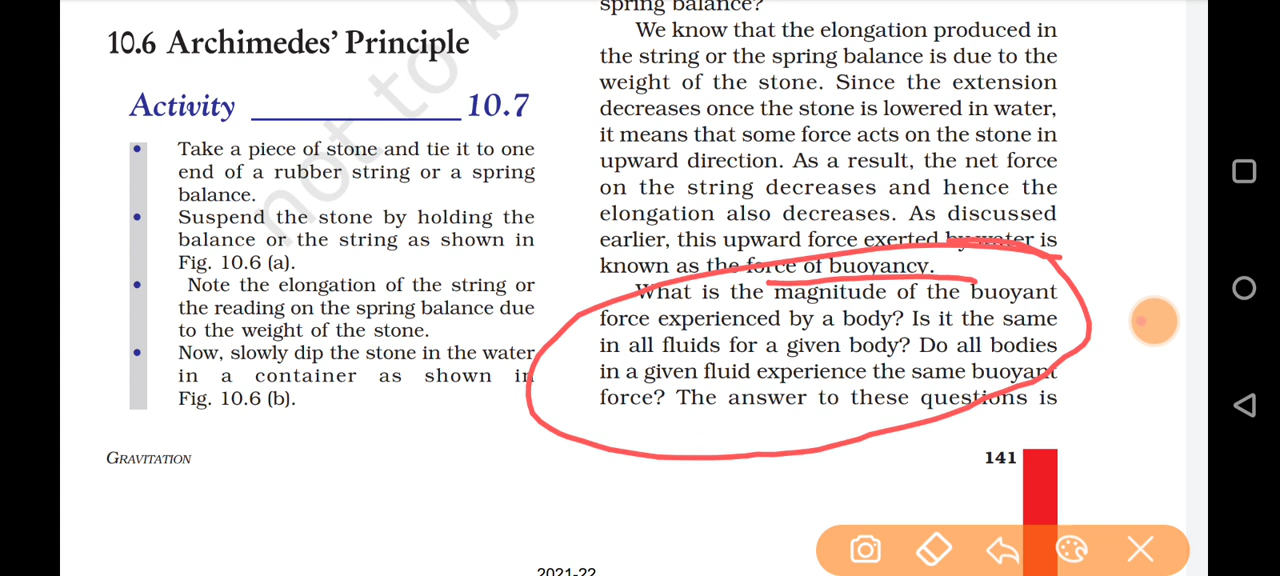 10.6 Archimedes' Principle
Activity ______________ 10.7
• Take a piece of stone and tie it to one
end of a rubber string or a spring
balance.
• Suspend the stone by holding the
balance or the string as shown in
Fig. 10.6 (a).
• Note the elongation of the string or
the reading on the spring balance due
to the weight of the stone.
• Now, slowly dip the stone in the water
in a container as shown in
Fig. 10.6 (b).
spring balance?
We know that the elongation produced in
the string or the spring balance is due to the
weight of the stone. Since the extension
decreases once the stone is lowered in water,
it means that some force acts on the stone in
upward direction. As a result, the net force
on the string decreases and hence the
elongation also decreases. As discussed
earlier, this upward force exerted by water is
known as the force of buoyancy.
What is the magnitude of the buoyant
force experienced by a body? Is it the same
in all fluids for a given body? Do all bodies
in a given fluid experience the same buoyant
force? The answer to these questions is
GRAVITATION
141
2021-22
not to b